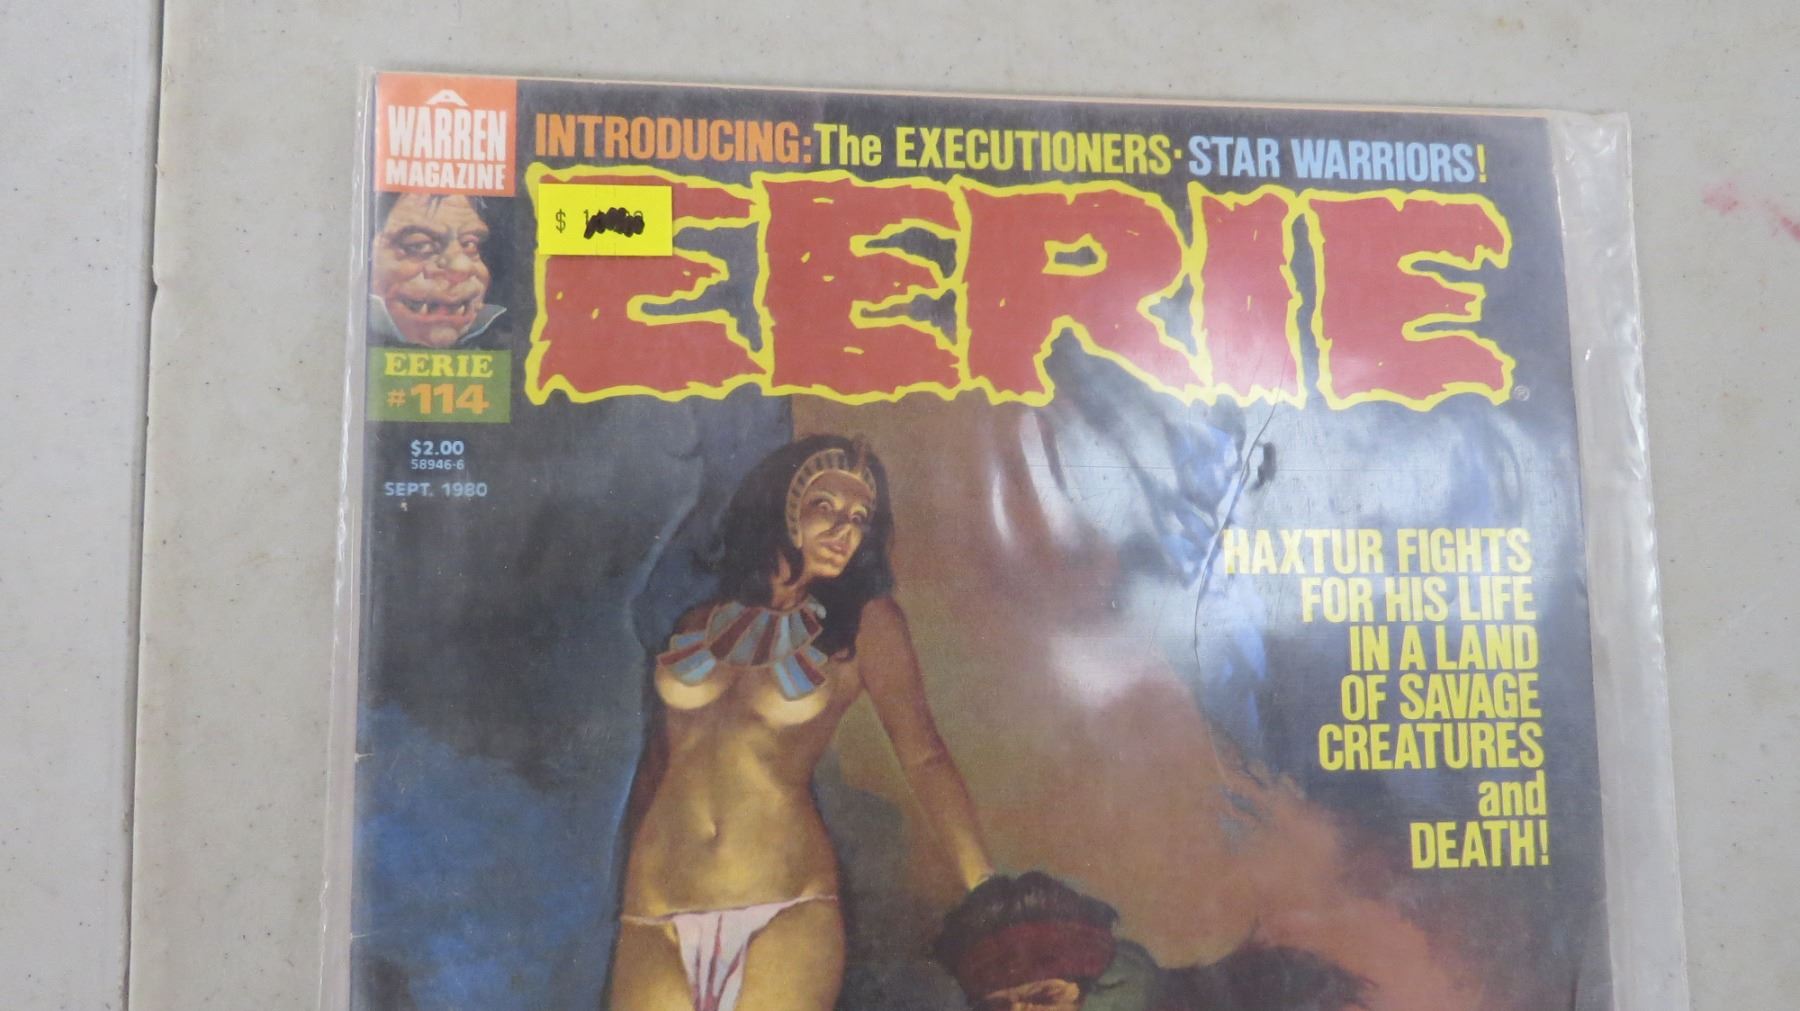 A
WARREN
MAGAZINE
INTRODUCING: The EXECUTIONERS · STAR WARRIORS!
$
EERIE
®
EERIE
#114
$2.00
58946-6
SEPT. 1980
HAXTUR FIGHTS
FOR HIS LIFE
IN A LAND
OF SAVAGE
CREATURES
and
DEATH!